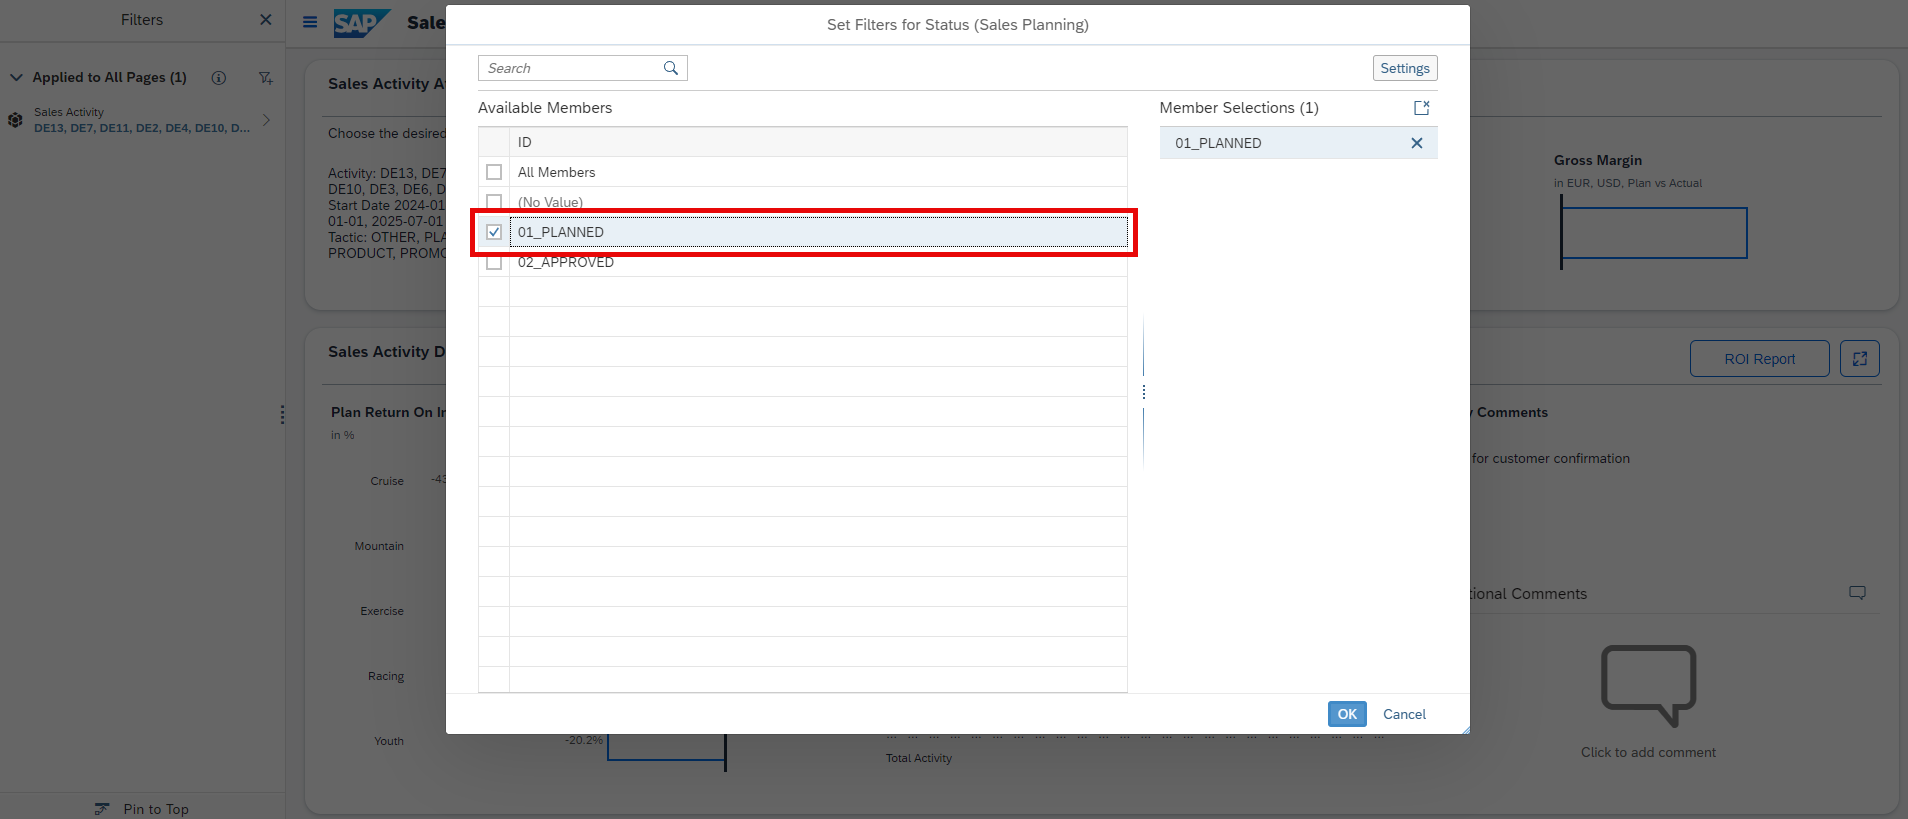 Filters
Applied to All Pages (1)
Sales Activity
DE13, DE7, DE11, DE2, DE4, DE10, D...
Pin to Top
SAP
Sale
Sales Activity A
Choose the desired
Activity: DE13, DE7
DE10, DE3, DE6, D
Start Date 2024-01
01-01, 2025-07-01
Tactic: OTHER, PLA
PRODUCT, PROMO
Sales Activity D
Plan Return On In
in %
Cruise
-43
Mountain
Exercise
Racing
Youth
-20.2%
Set Filters for Status (Sales Planning)
Search
Settings
Available Members
ID
All Members
(No Value)
01_PLANNED
02_APPROVED
Member Selections (1)
01_PLANNED
OK
Cancel
Total Activity
Gross Margin
in EUR, USD, Plan vs Actual
ROI Report
y Comments
for customer confirmation
tional Comments
Click to add comment